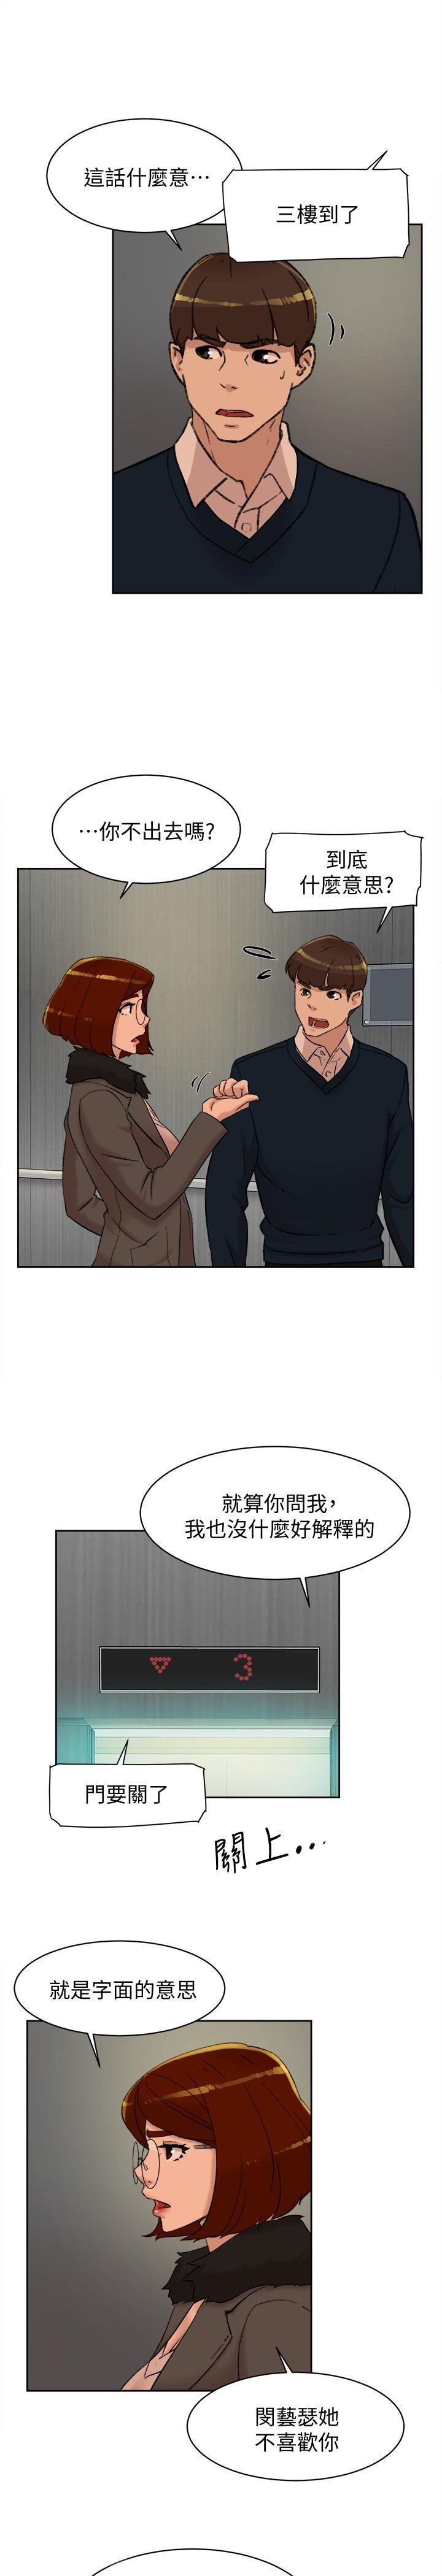 這話什麼意…
三樓到了
…你不出去嗎?
到底
什麼意思?
就算你問我，
我也沒什麼好解釋的
3
門要關了
關上…
就是字面的意思
閔藝瑟她
不喜歡你